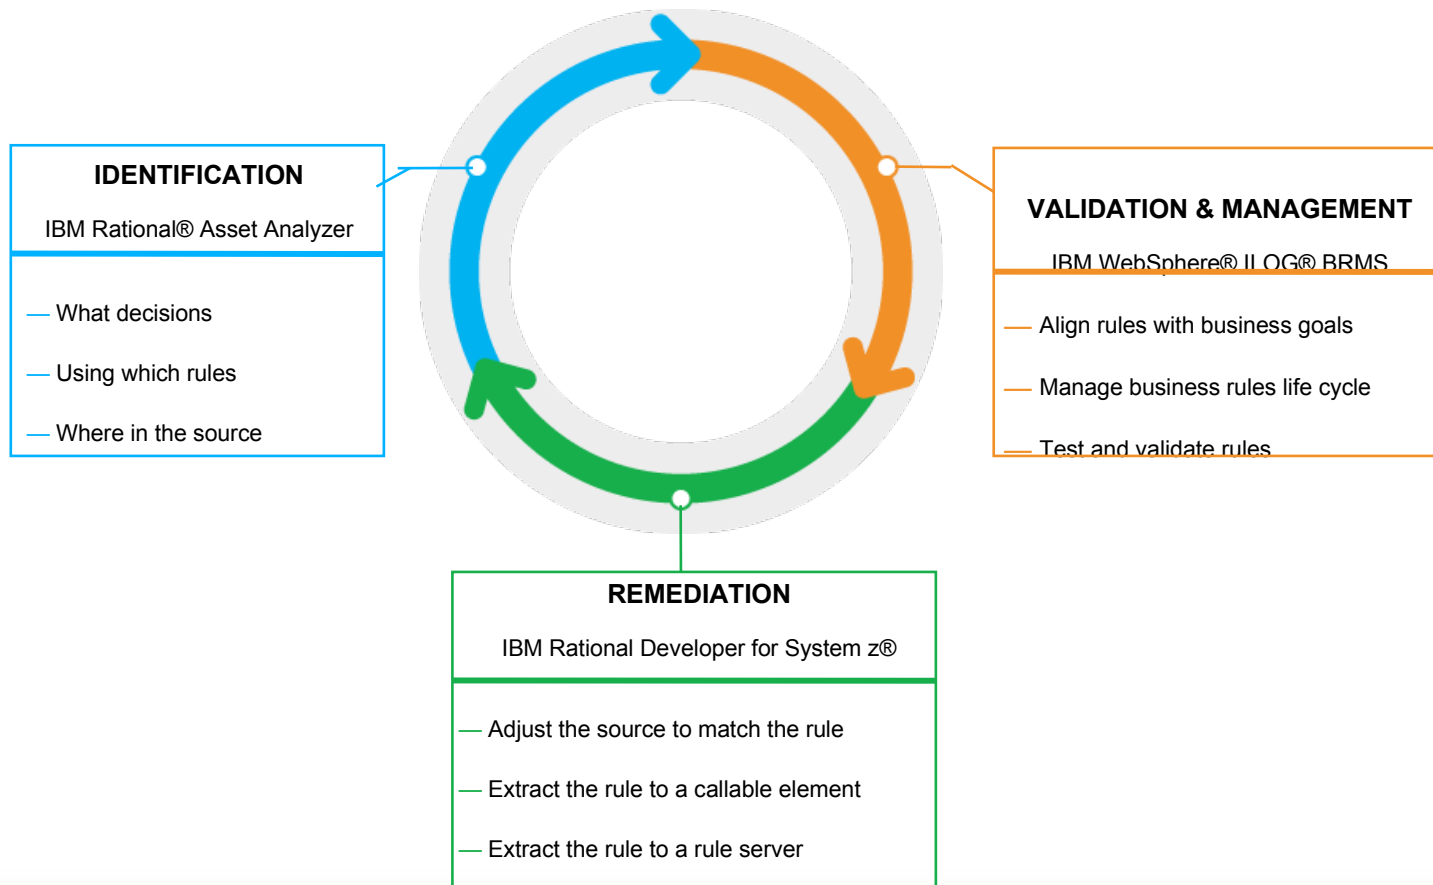 IDENTIFICATION
IBM Rational® Asset Analyzer
— What decisions
— Using which rules
— Where in the source
VALIDATION & MANAGEMENT
IBM WebSphere® ILOG® BRMS
— Align rules with business goals
— Manage business rules life cycle
— Test and validate rules
REMEDIATION
IBM Rational Developer for System z®
— Adjust the source to match the rule
— Extract the rule to a callable element
— Extract the rule to a rule server